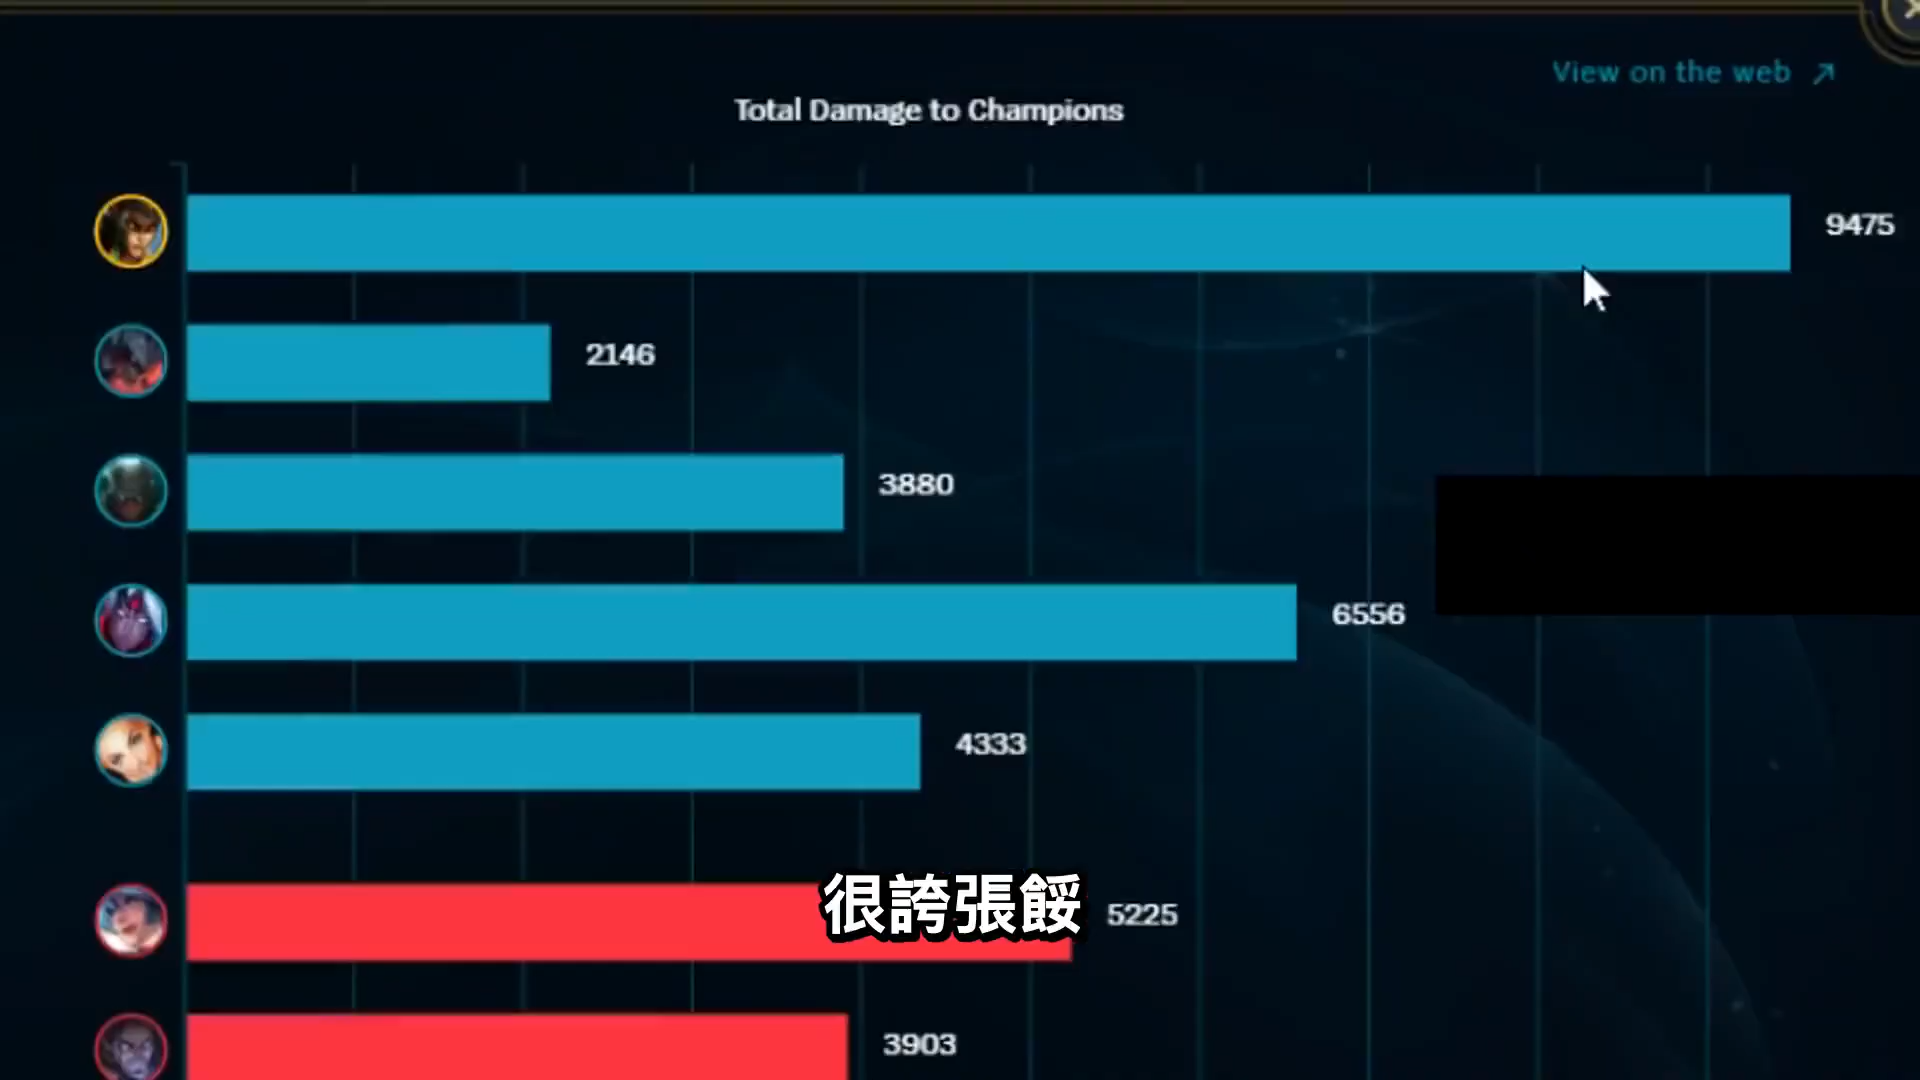 View on the web
Total Damage to Champions
9475
2146
3880
6556
4333
很誇張餒
5225
3903